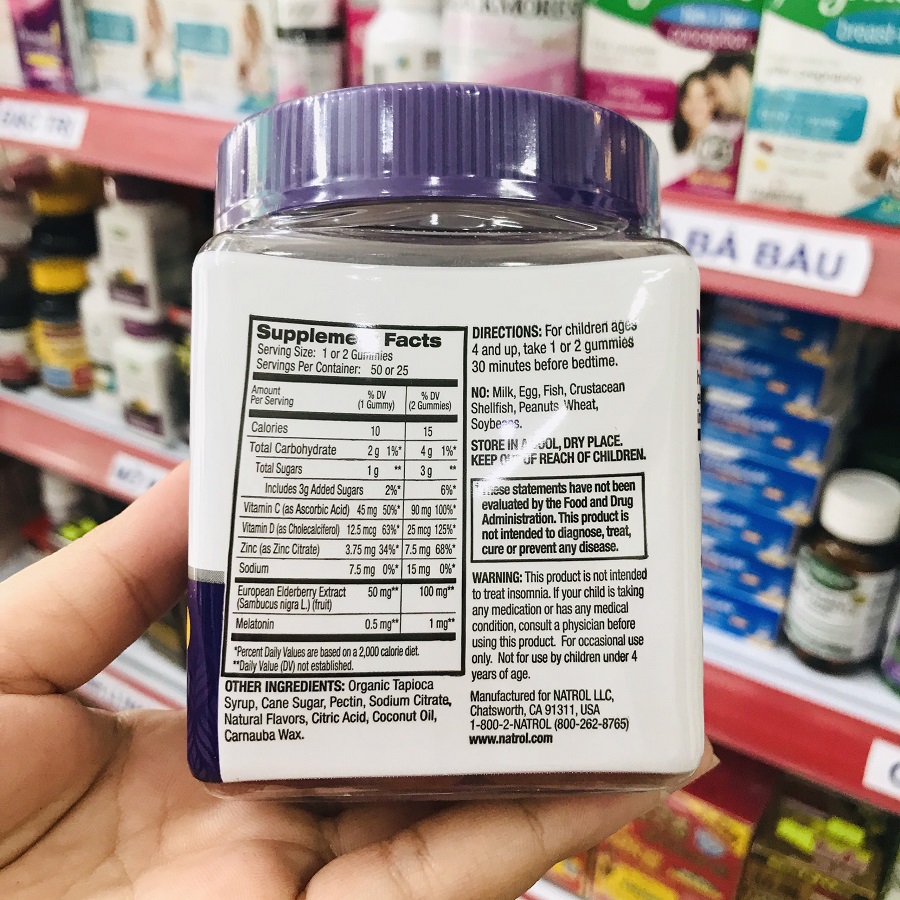 BÀ BẦU
Suppleme Facts
Serving Size: 1 or 2 Gummies
Servings Per Container: 50 or 25
Amount Per Serving % DV (1 Gummy) % DV (2 Gummies)
Calories 10 15
Total Carbohydrate 2 g 1%* 4 g 1%*
Total Sugars 1 g ** 3 g **
Includes 3g Added Sugars 2%* 6%*
Vitamin C (as Ascorbic Acid) 45 mg 50%* 90 mg 100%*
Vitamin D (as Cholecalciferol) 12.5 mcg 63%* 25 mcg 125%*
Zinc (as Zinc Citrate) 3.75 mg 34%* 7.5 mg 68%*
Sodium 7.5 mg 0%* 15 mg 0%*
European Elderberry Extract 50 mg** 100 mg**
(Sambucus nigra L.) (fruit)
Melatonin 0.5 mg** 1 mg**
*Percent Daily Values are based on a 2,000 calorie diet.
**Daily Value (DV) not established.
OTHER INGREDIENTS: Organic Tapioca
Syrup, Cane Sugar, Pectin, Sodium Citrate,
Natural Flavors, Citric Acid, Coconut Oil,
Carnauba Wax.
DIRECTIONS: For children ages
4 and up, take 1 or 2 gummies
30 minutes before bedtime.
NO: Milk, Egg, Fish, Crustacean
Shellfish, Peanuts, Wheat,
Soybeans.
STORE IN A COOL, DRY PLACE.
KEEP OUT OF REACH OF CHILDREN.
These statements have not been
evaluated by the Food and Drug
Administration. This product is
not intended to diagnose, treat,
cure or prevent any disease.
WARNING: This product is not intended
to treat insomnia. If your child is taking
any medication or has any medical
condition, consult a physician before
using this product. For occasional use
only. Not for use by children under 4
years of age.
Manufactured for NATROL LLC,
Chatsworth, CA 91311, USA
1-800-2-NATROL (800-262-8765)
www.natrol.com